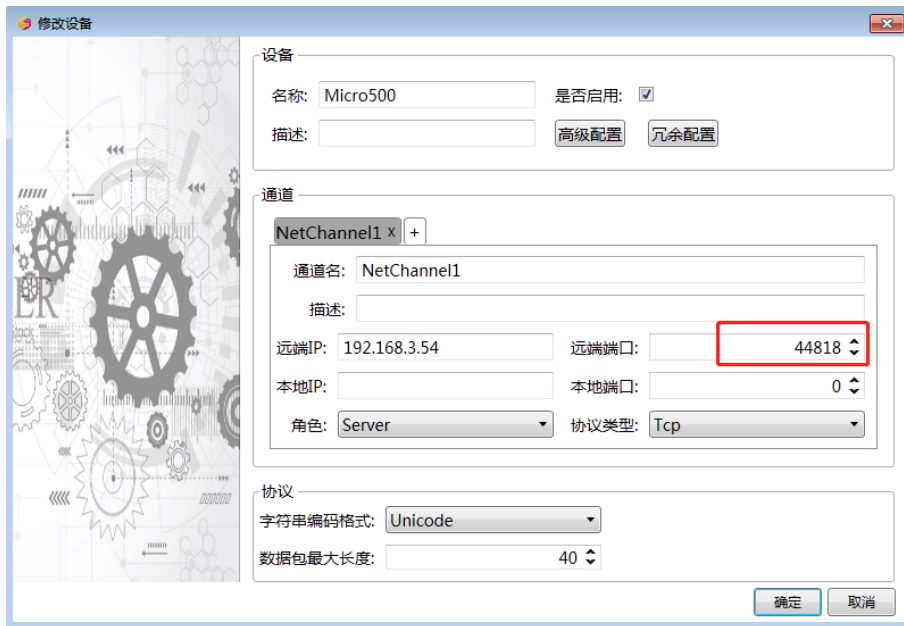 修改设备
设备
名称: Micro500 是否启用:
描述: 高级配置 冗余配置
通道
NetChannel1 x +
通道名: NetChannel1
描述:
远端IP: 192.168.3.54 远端端口: 44818
本地IP: 本地端口: 0
角色: Server 协议类型: Tcp
协议
字符串编码格式: Unicode
数据包最大长度: 40
确定 取消
ER